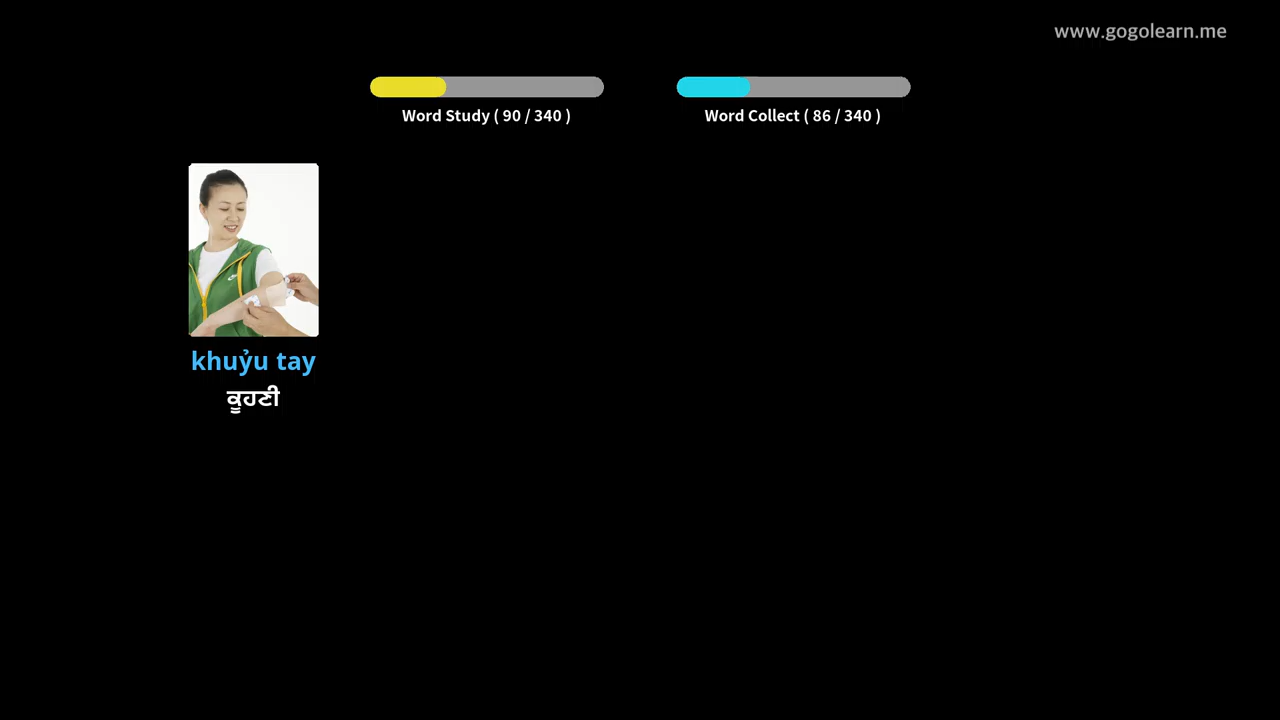 www.gogolearn.me
Word Study ( 90 / 340 )
Word Collect ( 86 / 340 )
khuỷu tay
ਕੂਹਣੀ